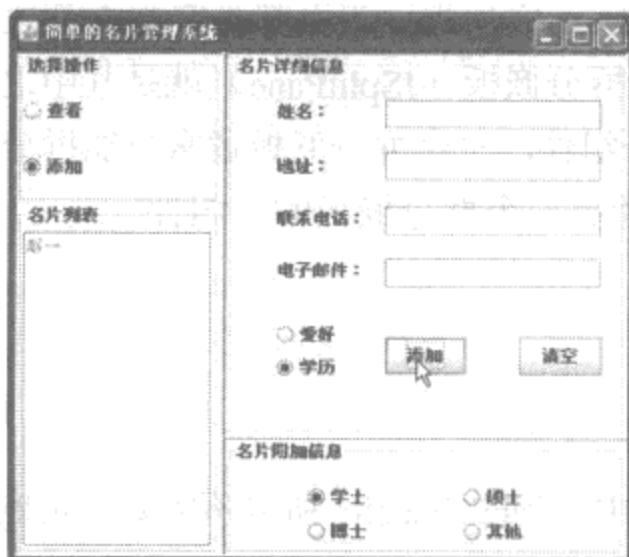 简单的名片管理系统
选择操作
查看
添加
名片列表
赵一
名片详细信息
姓名：
地址：
联系电话：
电子邮件：
爱好
学历
添加
清空
名片附加信息
学士
硕士
博士
其他